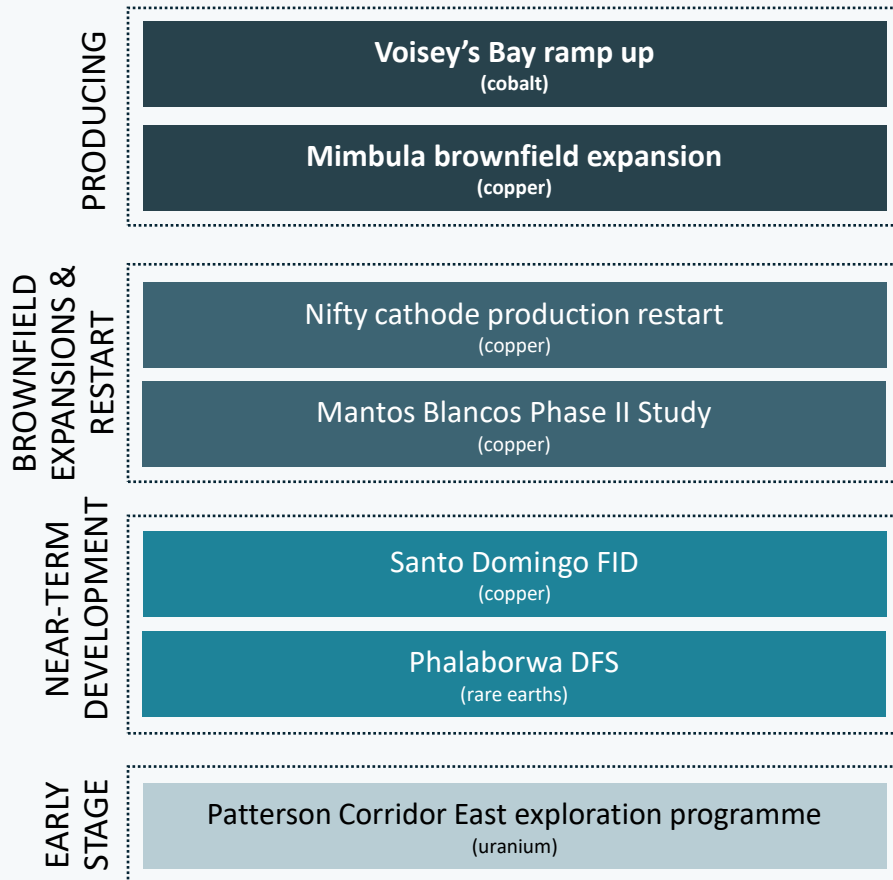 PRODUCING
Voisey’s Bay ramp up
(cobalt)
Mimbula brownfield expansion
(copper)
BROWNFIELD
EXPANSIONS &
RESTART
Nifty cathode production restart
(copper)
Mantos Blancos Phase II Study
(copper)
NEAR-TERM
DEVELOPMENT
Santo Domingo FID
(copper)
Phalaborwa DFS
(rare earths)
EARLY
STAGE
Patterson Corridor East exploration programme
(uranium)